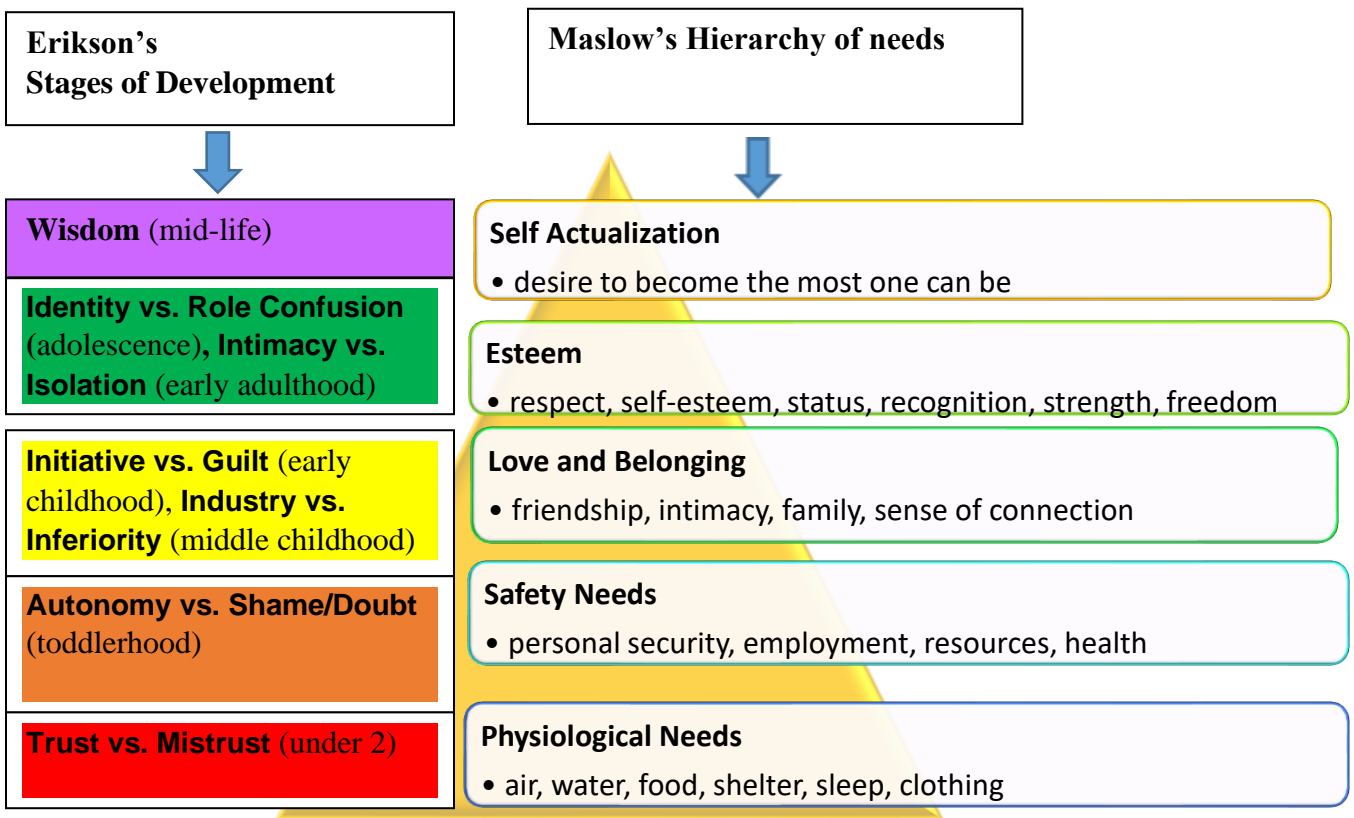 Erikson’s
Stages of Development
Maslow’s Hierarchy of needs
Wisdom (mid-life)
Identity vs. Role Confusion
(adolescence), Intimacy vs.
Isolation (early adulthood)
Initiative vs. Guilt (early
childhood), Industry vs.
Inferiority (middle childhood)
Autonomy vs. Shame/Doubt
(toddlerhood)
Trust vs. Mistrust (under 2)
Self Actualization
• desire to become the most one can be
Esteem
• respect, self-esteem, status, recognition, strength, freedom
Love and Belonging
• friendship, intimacy, family, sense of connection
Safety Needs
• personal security, employment, resources, health
Physiological Needs
• air, water, food, shelter, sleep, clothing